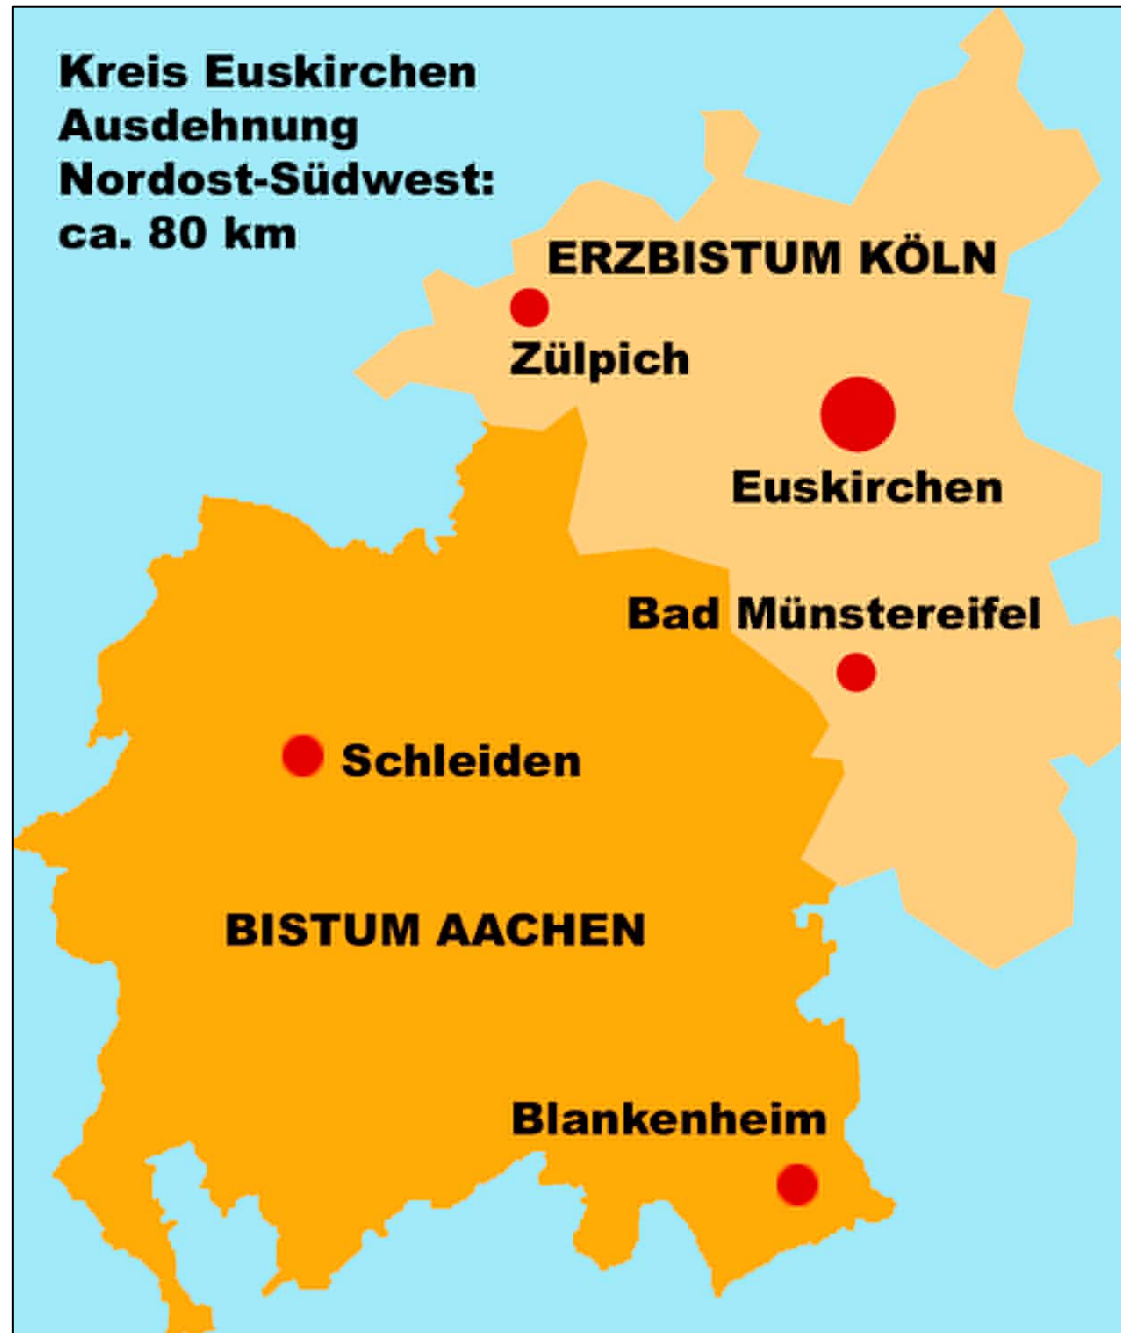 Kreis Euskirchen
Ausdehnung
Nordost-Südwest:
ca. 80 km
ERZBISTUM KÖLN
Zülpich
Euskirchen
Bad Münstereifel
Schleiden
BISTUM AACHEN
Blankenheim